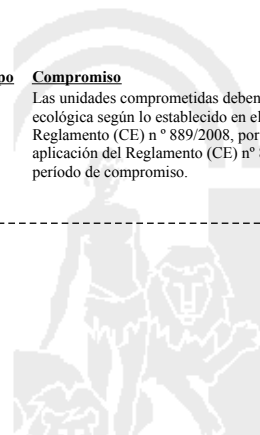 po Compromiso
Las unidades comprometidas deben
ecológica según lo establecido en el
Reglamento (CE) n º 889/2008, por
aplicación del Reglamento (CE) nº
período de compromiso.